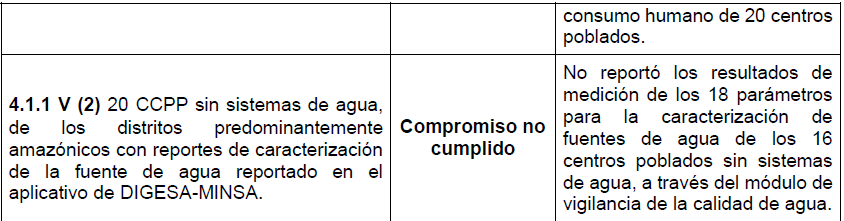 consumo humano de 20 centros
poblados.
4.1.1 V (2) 20 CCPP sin sistemas de agua,
de los distritos predominantemente
amazónicos con reportes de caracterización
de la fuente de agua reportado en el
aplicativo de DIGESA-MINSA.
Compromiso no
cumplido
No reportó los resultados de
medición de los 18 parámetros
para la caracterización de
fuentes de agua de los 16
centros poblados sin sistemas
de agua, a través del módulo de
vigilancia de la calidad de agua.